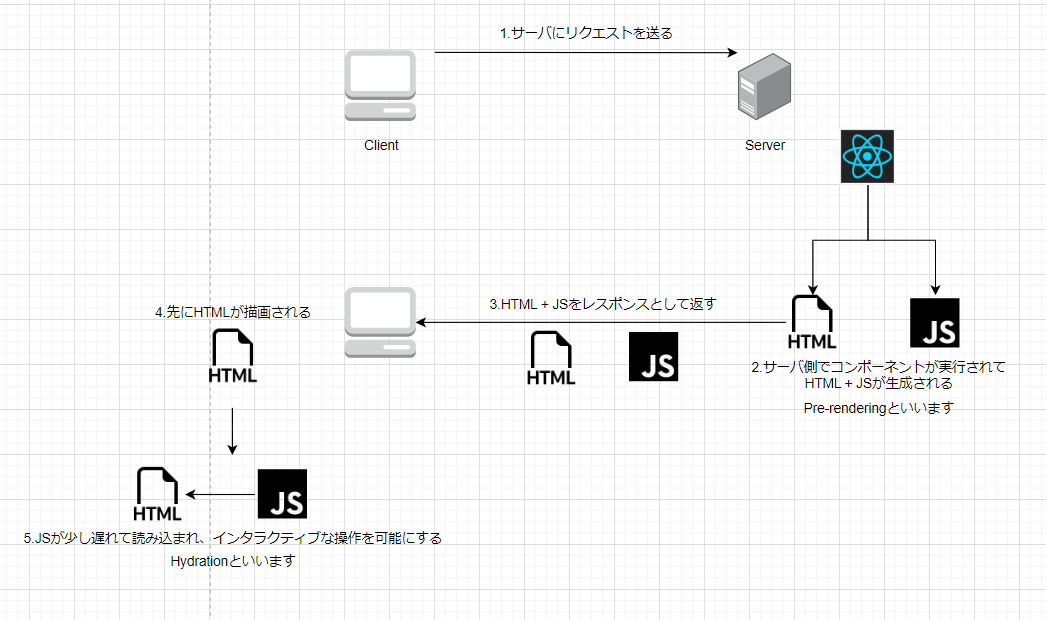 1.サーバにリクエストを送る
Client
Server
3.HTML + JSをレスポンスとして返す
4.先にHTMLが描画される
HTML
JS
HTML
JS
HTML
2.サーバ側でコンポーネントが実行されて
HTML + JSが生成される
Pre-renderingといいます
HTML
JS
5.JSが少し遅れて読み込まれ、インタラクティブな操作を可能にする
Hydrationといいます